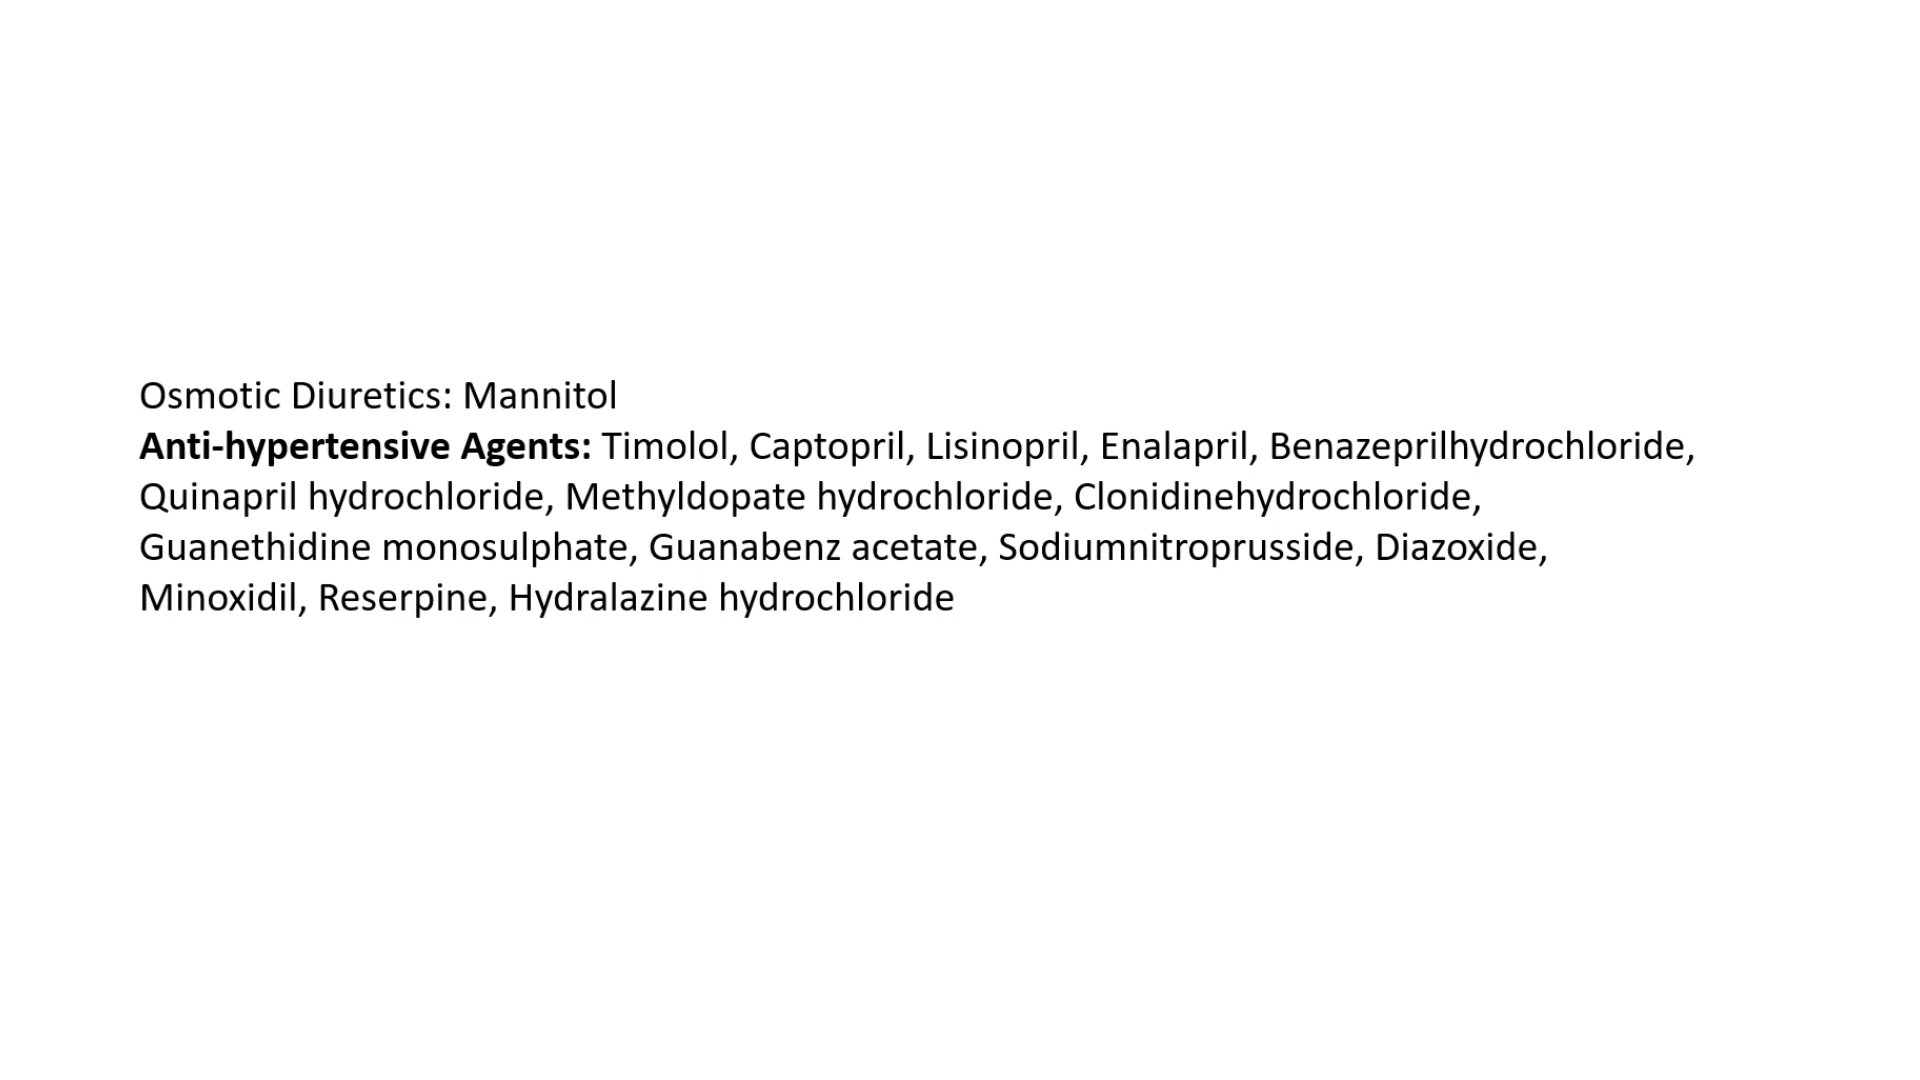 Osmotic Diuretics: Mannitol
Anti-hypertensive Agents: Timolol, Captopril, Lisinopril, Enalapril, Benazeprilhydrochloride,
Quinapril hydrochloride, Methyldopate hydrochloride, Clonidinehydrochloride,
Guanethidine monosulphate, Guanabenz acetate, Sodiumnitroprusside, Diazoxide,
Minoxidil, Reserpine, Hydralazine hydrochloride